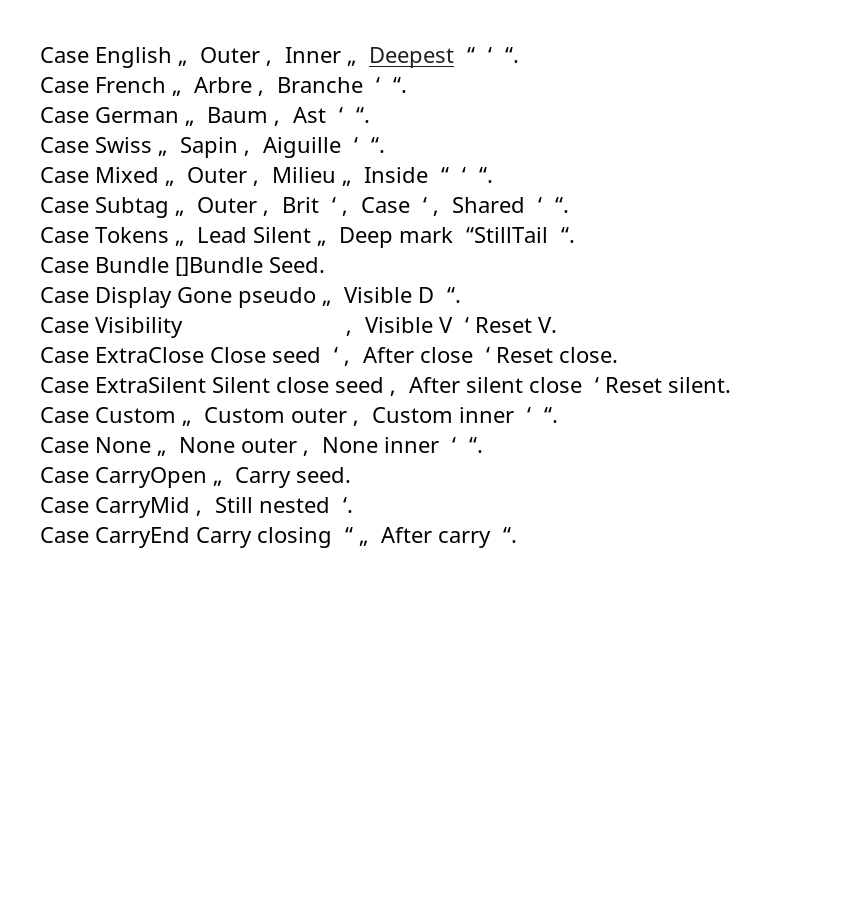 Case English „ Outer ‚ Inner „ Deepest “ ‘ “.
Case French „ Arbre ‚ Branche ‘ “.
Case German „ Baum ‚ Ast ‘ “.
Case Swiss „ Sapin ‚ Aiguille ‘ “.
Case Mixed „ Outer ‚ Milieu „ Inside “ ‘ “.
Case Subtag „ Outer ‚ Brit ‘ ‚ Case ‘ ‚ Shared ‘ “.
Case Tokens „ Lead Silent „ Deep mark “StillTail “.
Case Bundle []Bundle Seed.
Case Display Gone pseudo „ Visible D “.
Case Visibility ‚ Visible V ‘ Reset V.
Case ExtraClose Close seed ‘ ‚ After close ‘ Reset close.
Case ExtraSilent Silent close seed ‚ After silent close ‘ Reset silent.
Case Custom „ Custom outer ‚ Custom inner ‘ “.
Case None „ None outer ‚ None inner ‘ “.
Case CarryOpen „ Carry seed.
Case CarryMid ‚ Still nested ‘.
Case CarryEnd Carry closing “ „ After carry “.